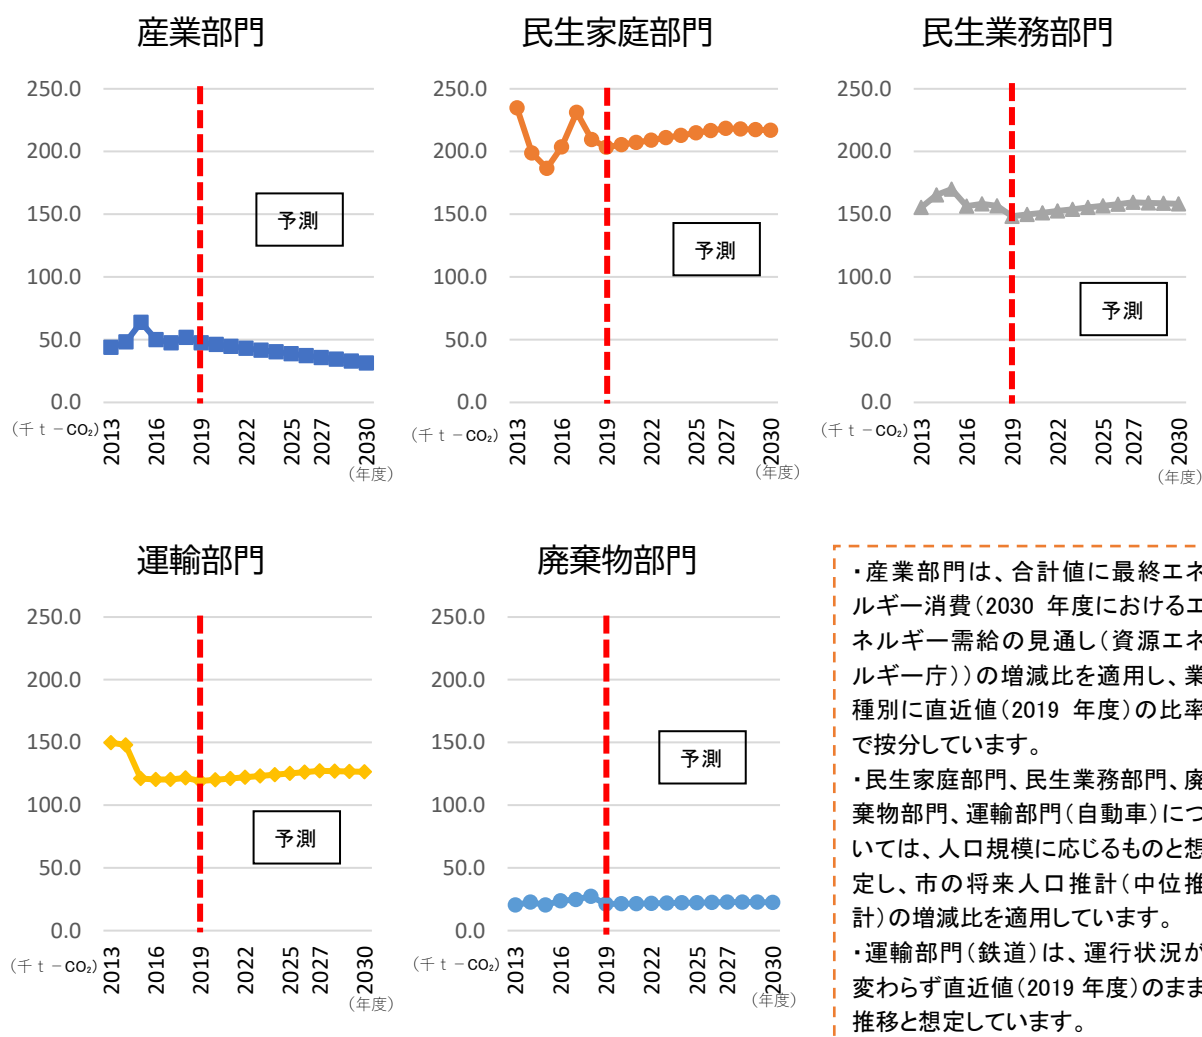 産業部門
250.0
200.0
150.0
100.0
50.0
0.0
(千ｔ－CO₂)
2013
2016
2019
2022
2025
2027
2030
(年度)
予測
民生家庭部門
250.0
200.0
150.0
100.0
50.0
0.0
(千ｔ－CO₂)
2013
2016
2019
2022
2025
2027
2030
(年度)
予測
民生業務部門
250.0
200.0
150.0
100.0
50.0
0.0
(千ｔ－CO₂)
2013
2016
2019
2022
2025
2027
2030
(年度)
予測
運輸部門
250.0
200.0
150.0
100.0
50.0
0.0
(千ｔ－CO₂)
2013
2016
2019
2022
2025
2027
2030
(年度)
予測
廃棄物部門
250.0
200.0
150.0
100.0
50.0
0.0
(千ｔ－CO₂)
2013
2016
2019
2022
2025
2027
2030
(年度)
予測
・産業部門は、合計値に最終エネ
ルギー消費(2030 年度におけるエ
ネルギー需給の見通し(資源エネ
ルギー庁))の増減比を適用し、業
種別に直近値(2019 年度)の比率
で按分しています。
・民生家庭部門、民生業務部門、廃
棄物部門、運輸部門(自動車)につ
いては、人口規模に応じるものと想
定し、市の将来人口推計(中位推
計)の増減比を適用しています。
・運輸部門(鉄道)は、運行状況が
変わらず直近値(2019 年度)のまま
推移と想定しています。